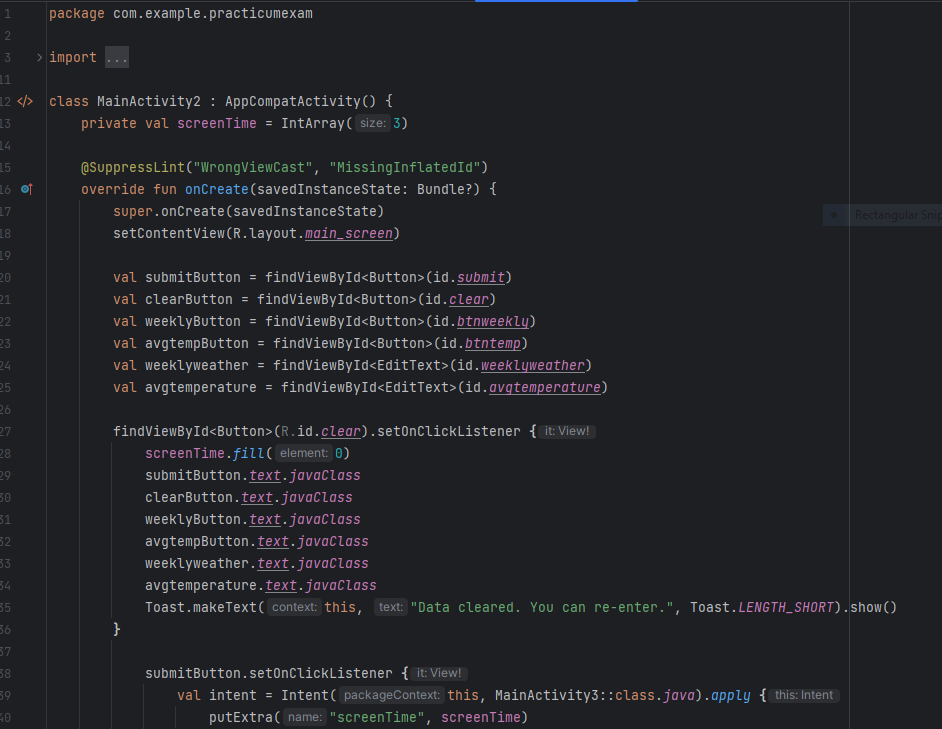 1 package com.example.practicumexam
2
3 import ...
11
12 class MainActivity2 : AppCompatActivity() {
13 private val screenTime = IntArray( size: 3)
14
15 @SuppressLint("WrongViewCast", "MissingInflatedId")
16 override fun onCreate(savedInstanceState: Bundle?) {
17 super.onCreate(savedInstanceState)
18 setContentView(R.layout.main_screen)
Rectangular Snip
19
20 val submitButton = findViewById<Button>(id.submit)
21 val clearButton = findViewById<Button>(id.clear)
22 val weeklyButton = findViewById<Button>(id.btnweekly)
23 val avgtempButton = findViewById<Button>(id.btntemp)
24 val weeklyweather = findViewById<EditText>(id.weeklyweather)
25 val avgtemperature = findViewById<EditText>(id.avgtemperature)
26
27 findViewById<Button>(R.id.clear).setOnClickListener { it: View!
28 screenTime.fill( element: 0)
29 submitButton.text.javaClass
30 clearButton.text.javaClass
31 weeklyButton.text.javaClass
32 avgtempButton.text.javaClass
33 weeklyweather.text.javaClass
34 avgtemperature.text.javaClass
35 Toast.makeText( context: this, text: "Data cleared. You can re-enter.", Toast.LENGTH_SHORT).show()
36 }
37
38 submitButton.setOnClickListener { it: View!
39 val intent = Intent( packageContext: this, MainActivity3::class.java).apply { this: Intent
40 putExtra( name: "screenTime", screenTime)